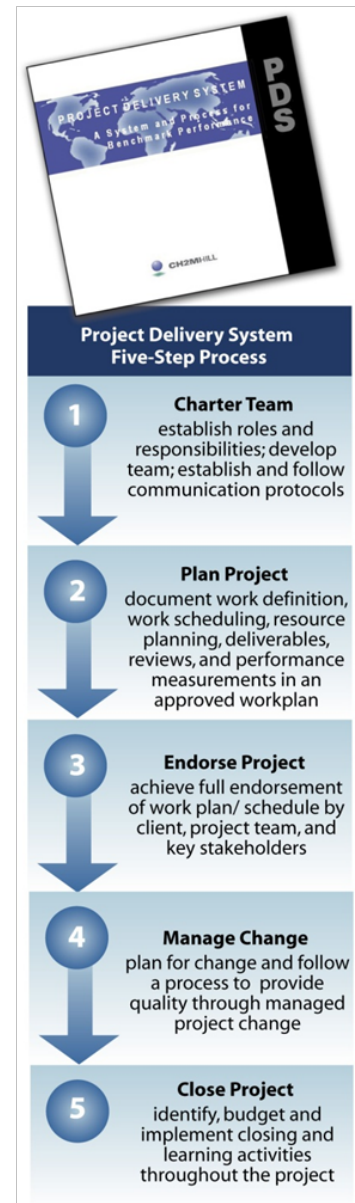 PDS
PROJECT DELIVERY SYSTEM
A System and Process for
Benchmark Performance
CH2MHILL
Project Delivery System
Five-Step Process
1
Charter Team
establish roles and
responsibilities; develop
team; establish and follow
communication protocols
2
Plan Project
document work definition,
work scheduling, resource
planning, deliverables,
reviews, and performance
measurements in an
approved workplan
3
Endorse Project
achieve full endorsement
of work plan/ schedule by
client, project team, and
key stakeholders
4
Manage Change
plan for change and follow
a process to provide
quality through managed
project change
5
Close Project
identify, budget and
implement closing and
learning activities
throughout the project